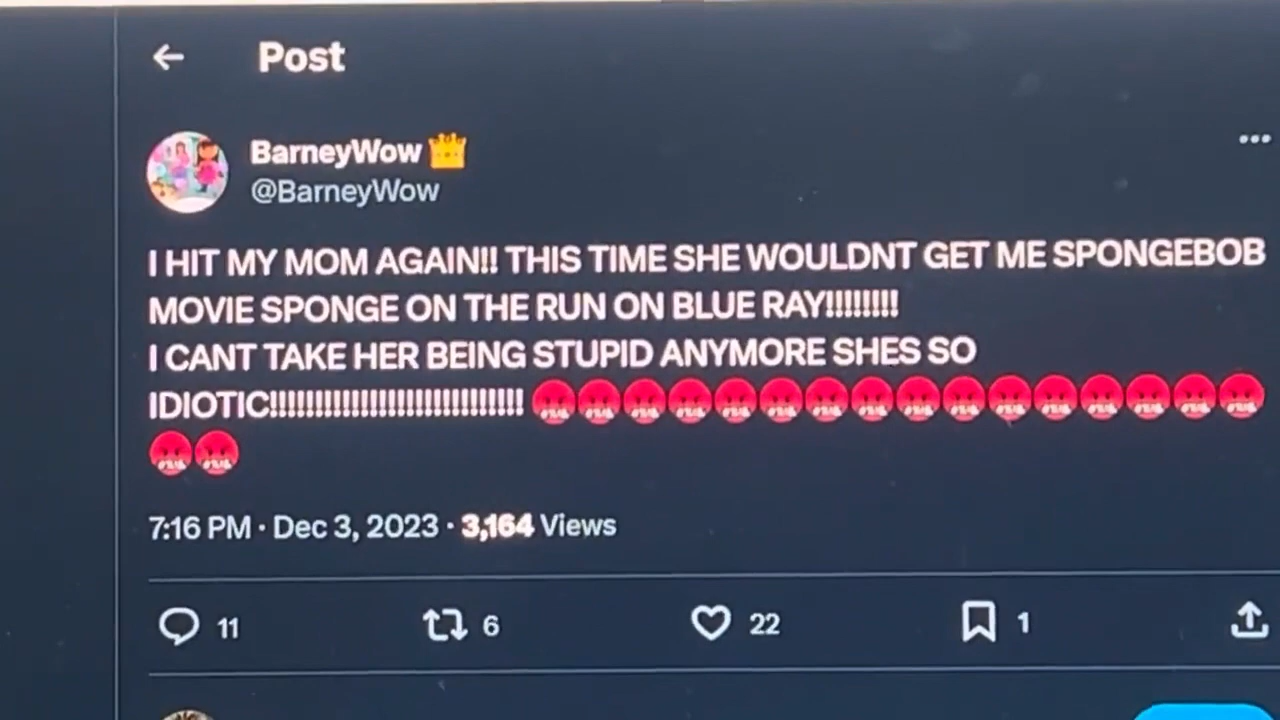 Post
BarneyWow 👑
@BarneyWow
I HIT MY MOM AGAIN!! THIS TIME SHE WOULDNT GET ME SPONGEBOB
MOVIE SPONGE ON THE RUN ON BLUE RAY!!!!!!!!!
I CANT TAKE HER BEING STUPID ANYMORE SHES SO
IDIOTIC!!!!!!!!!!!!!!!!!!!!!!!!!!!!! 🤬🤬🤬🤬🤬🤬🤬🤬🤬🤬🤬🤬🤬🤬🤬🤬
🤬🤬
7:16 PM · Dec 3, 2023 · 3,164 Views
11 6 22 1